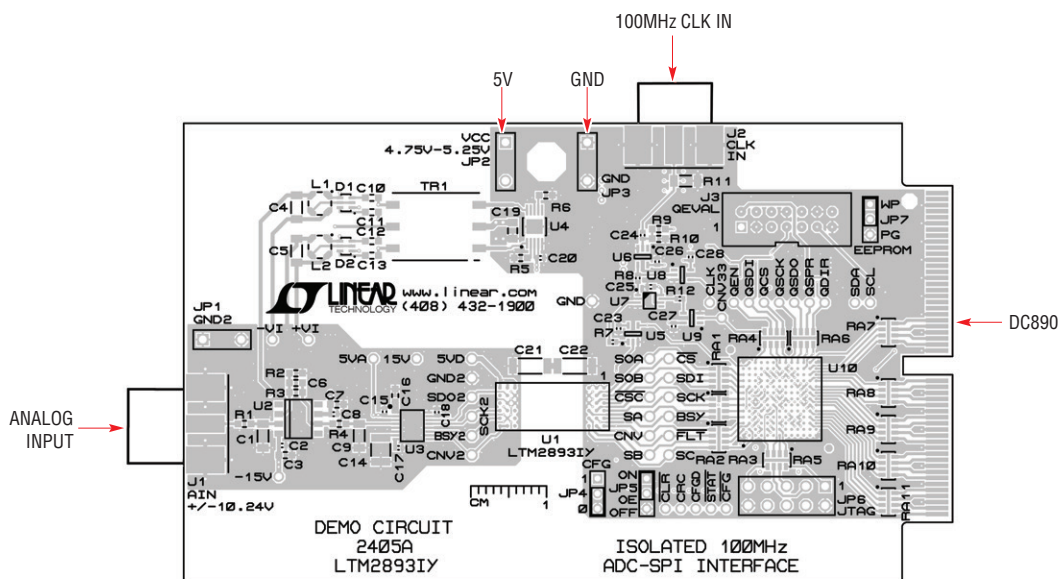 100MHz CLK IN
5V
GND
VCC
4.75V-5.25V
JP2
GND
JP3
J2
CLK
IN
R11
L1
D1
C10
TR1
C4
C11
C12
C5
L2
D2
C13
C19
R6
U4
R5
C20
J3
QEVAL
1
WP
JP7
PG
EEPROM
R9
C24
R10
C26
C28
U6
R8
U8
C25
R12
U7
C27
C23
R7
U5
U9
CLK
CNV33
QEN
QSDI
QCS
QSCK
QSDO
QSPR
QDIR
SDA
SCL
LINEAR
TECHNOLOGY
www.linear.com
(408) 432-1900
GND
DC890
JP1
GND2
-VI
+VI
5VA
15V
5VD
GND2
SDO2
SCK2
BSY2
CNV2
C21
C22
1
U1
LTM2893IY
SOA
SOB
CSC
SA
CNV
SB
CS
SDI
SCK
BSY
FLT
SC
RA1
RA2
RA3
RA4
RA5
RA6
RA7
RA8
RA9
RA10
RA11
U10
ANALOG
INPUT
R2
R3
C6
R1
U2
C7
C8
C1
R4
C9
C2
C3
C14
C15
C16
U3
C18
C17
-15V
J1
AIN
+/-10.24V
CM
1
CFG
1
JP4
0
ON
JP5
OE
OFF
CLR
CRC
CFGD
STAT
CFG
1
JP6
JTAG
DEMO CIRCUIT
2405A
LTM2893IY
ISOLATED 100MHz
ADC-SPI INTERFACE